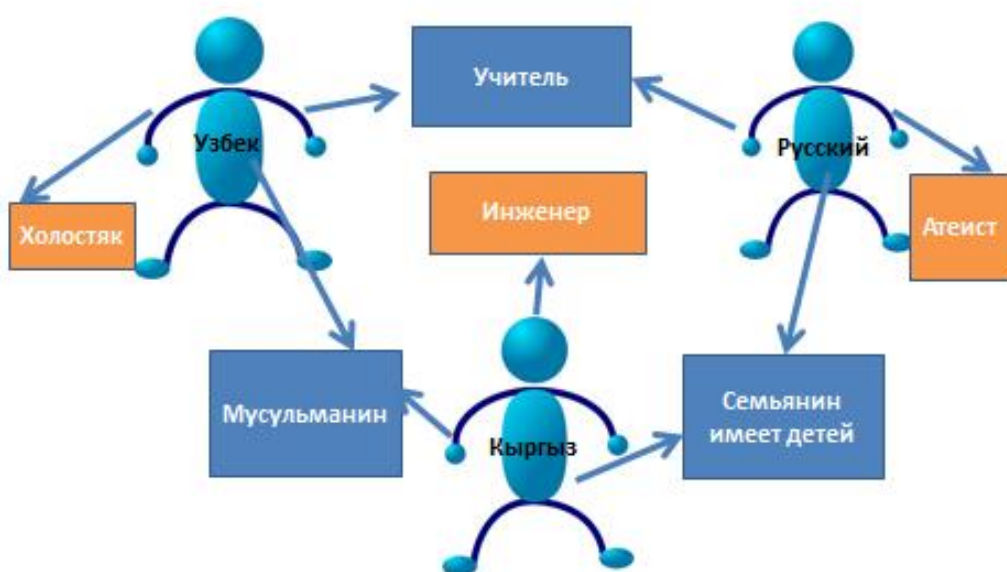 Учитель
Узбек
Русский
Холостяк
Инженер
Атеист
Мусульманин
Кыргыз
Семьянин
имеет детей